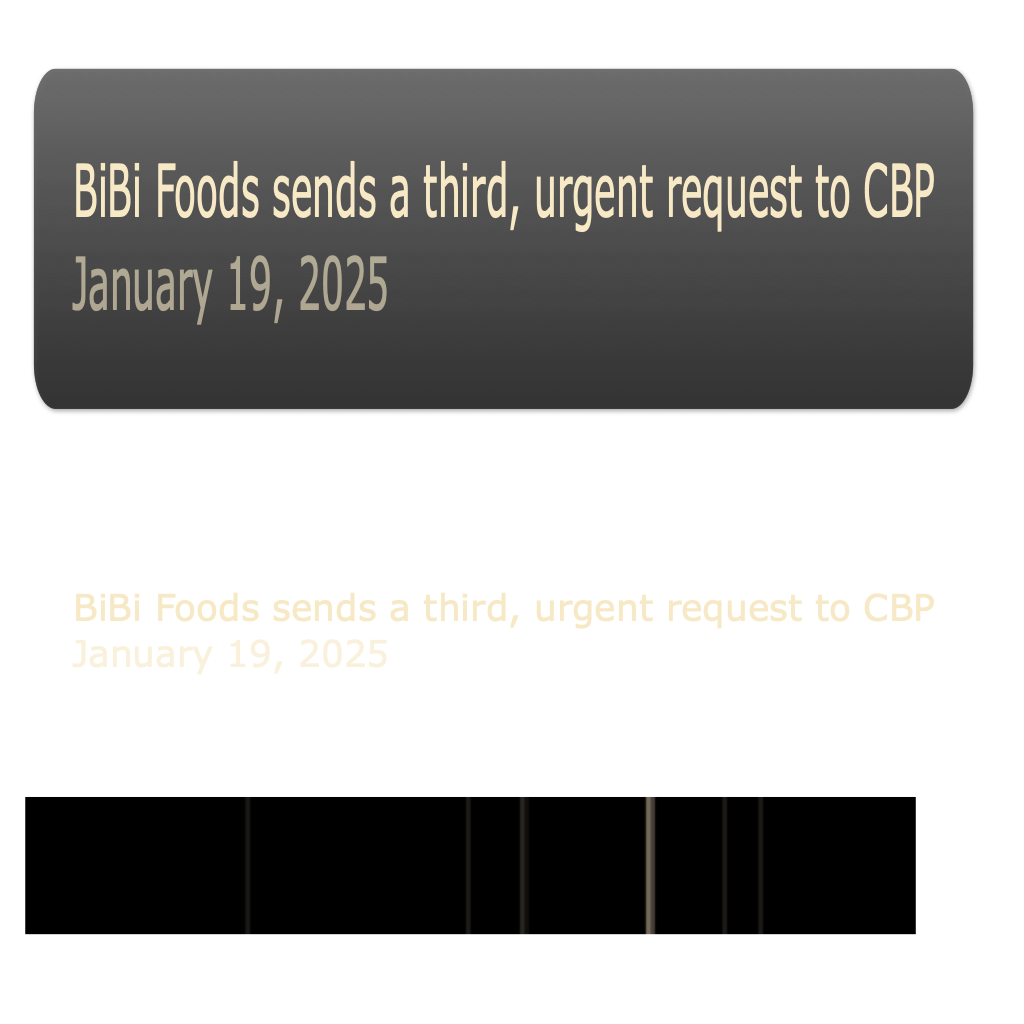 BiBi Foods sends a third, urgent request to CBP
January 19, 2025
BiBi Foods sends a third, urgent request to CBP
January 19, 2025